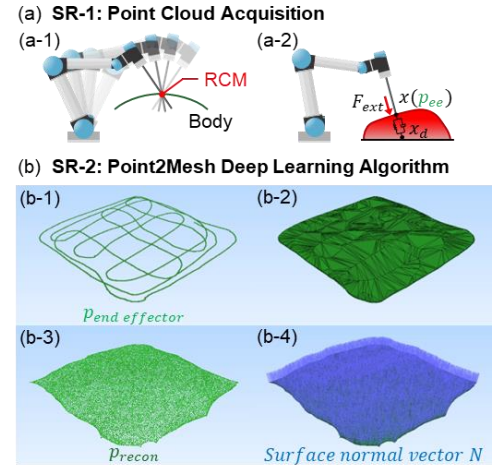 (a) SR-1: Point Cloud Acquisition
(a-1)
(a-2)
RCM
Body
F_ext
x(p_ee)
x_d
(b) SR-2: Point2Mesh Deep Learning Algorithm
(b-1)
(b-2)
p_end effector
(b-3)
(b-4)
p_recon
Surface normal vector N